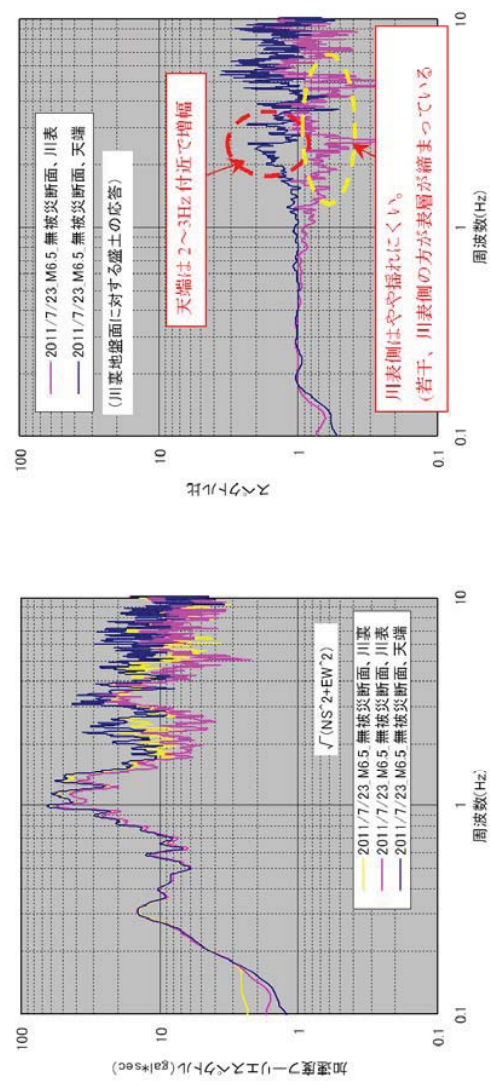 100
10
1
0.1
0.1
1
10
加速度フーリエスペクトル(gal*sec)
周波数(Hz)
√(NS^2+EW^2)
2011/7/23_M6.5_無被災断面、川裏
2011/7/23_M6.5_無被災断面、川表
2011/7/23_M6.5_無被災断面、天端
100
10
1
0.1
0.1
1
10
スペクトル比
周波数(Hz)
2011/7/23_M6.5_無被災断面、川表
2011/7/23_M6.5_無被災断面、天端
(川裏地盤面に対する盛土の応答)
天端は2～3Hz付近で増幅
川表側はやや揺れにくい。
(若干、川表側の方が表層が締まっている